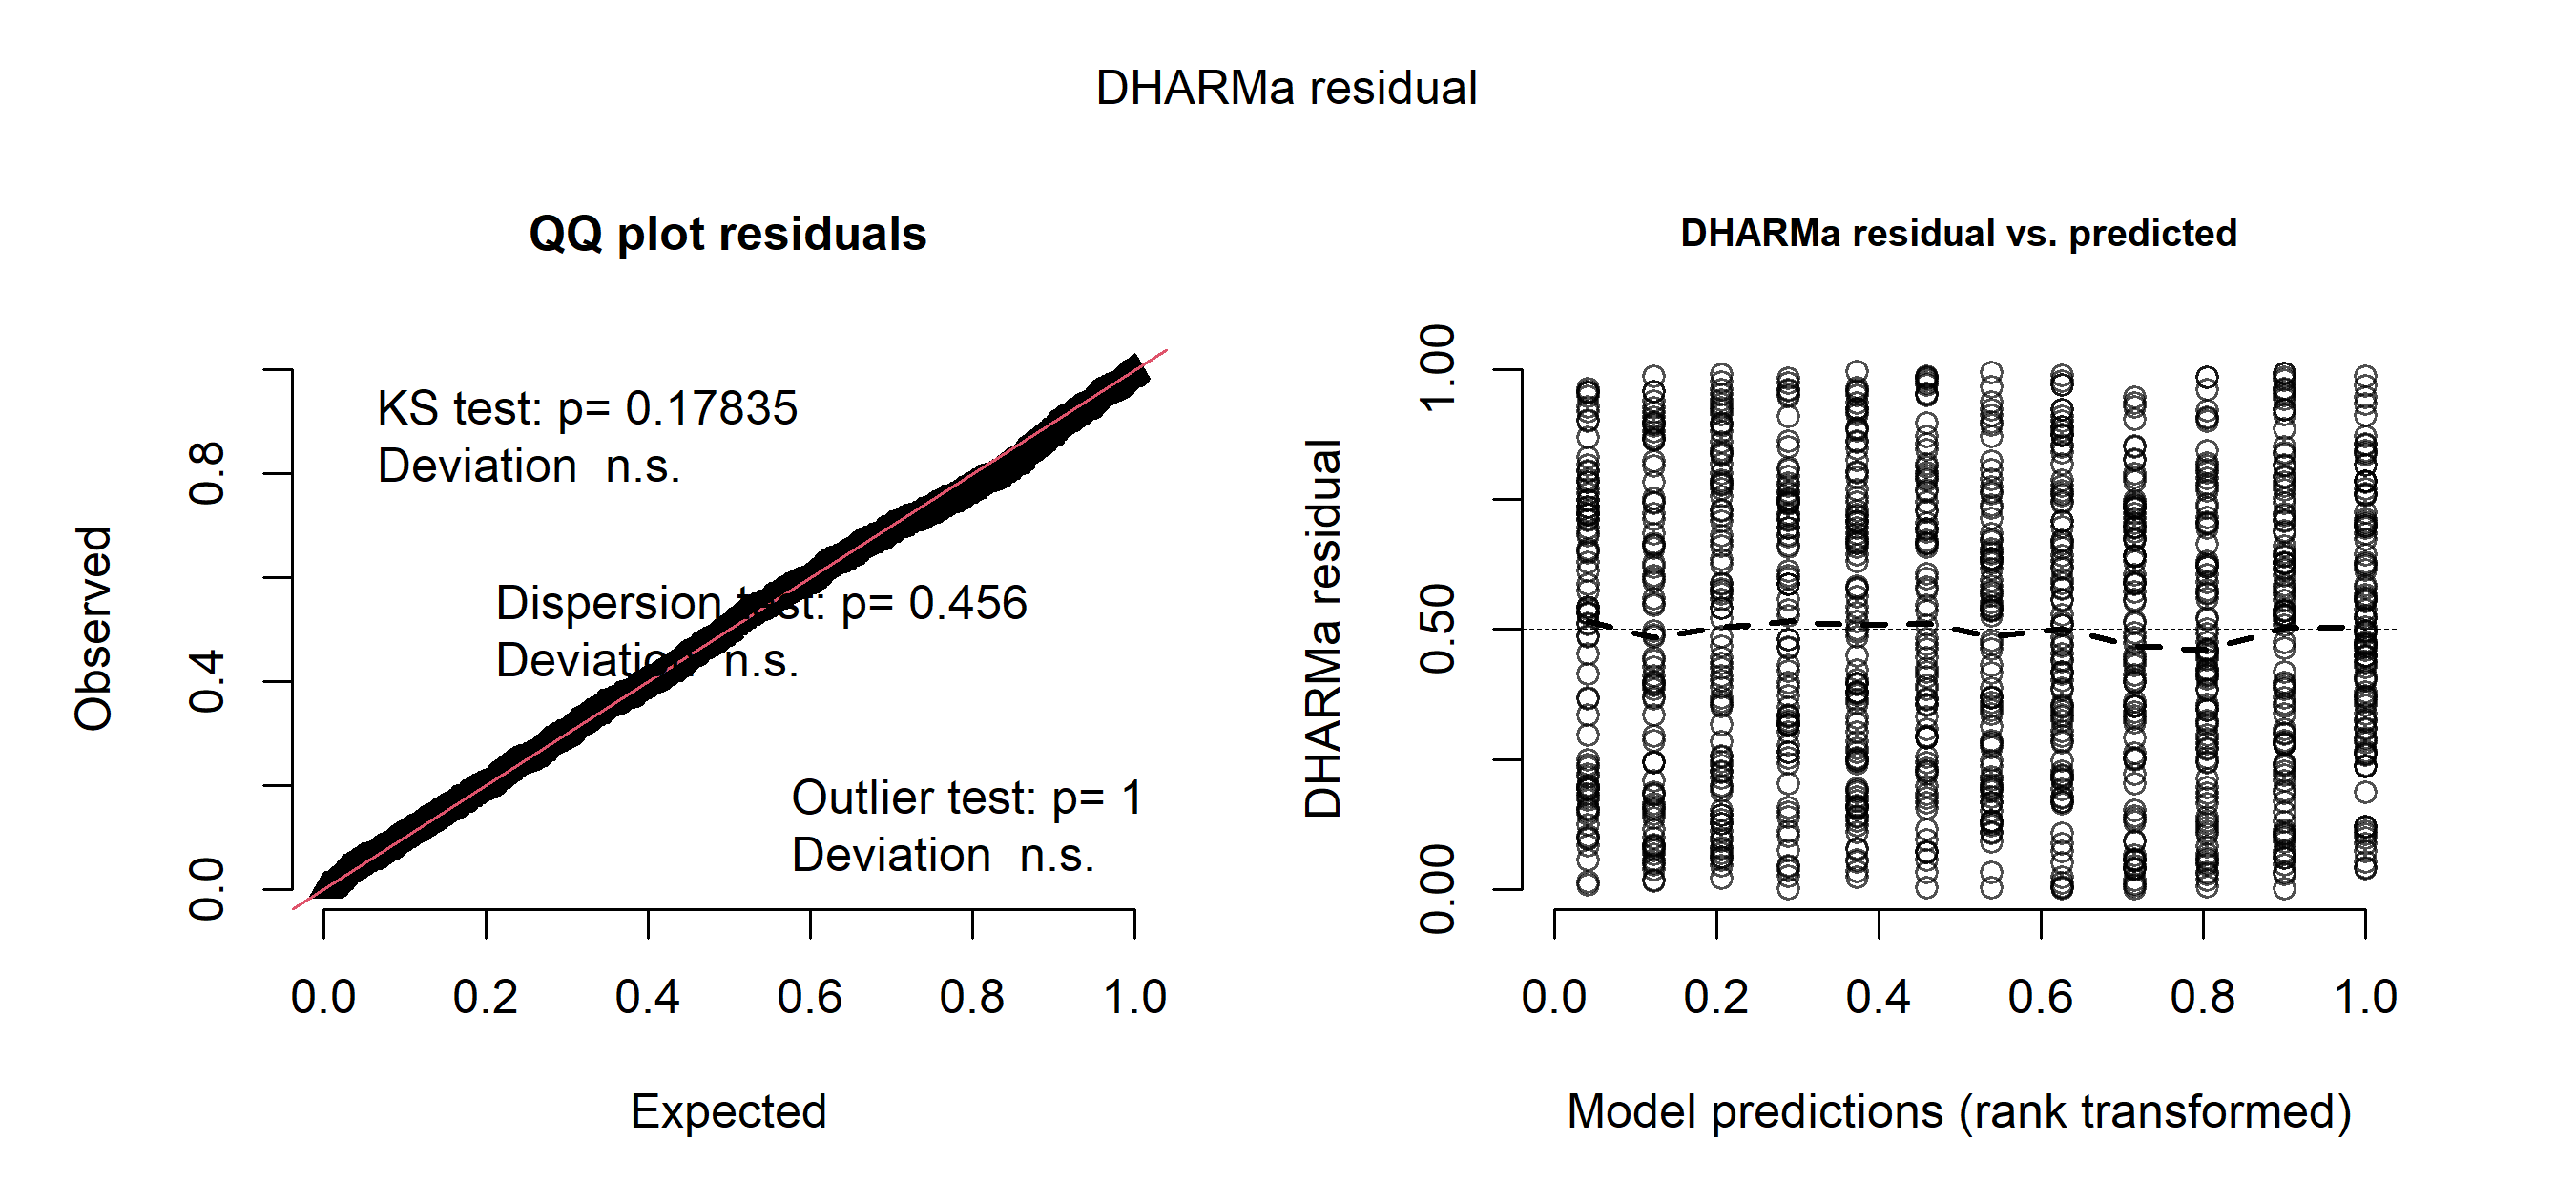 DHARMa residual
QQ plot residuals
KS test: p= 0.17835
Deviation n.s.
Dispersion test: p= 0.456
Deviation n.s.
Outlier test: p= 1
Deviation n.s.
Observed
0.0 0.4 0.8
0.0 0.2 0.4 0.6 0.8 1.0
Expected
DHARMa residual vs. predicted
DHARMa residual
0.00 0.50 1.00
0.0 0.2 0.4 0.6 0.8 1.0
Model predictions (rank transformed)